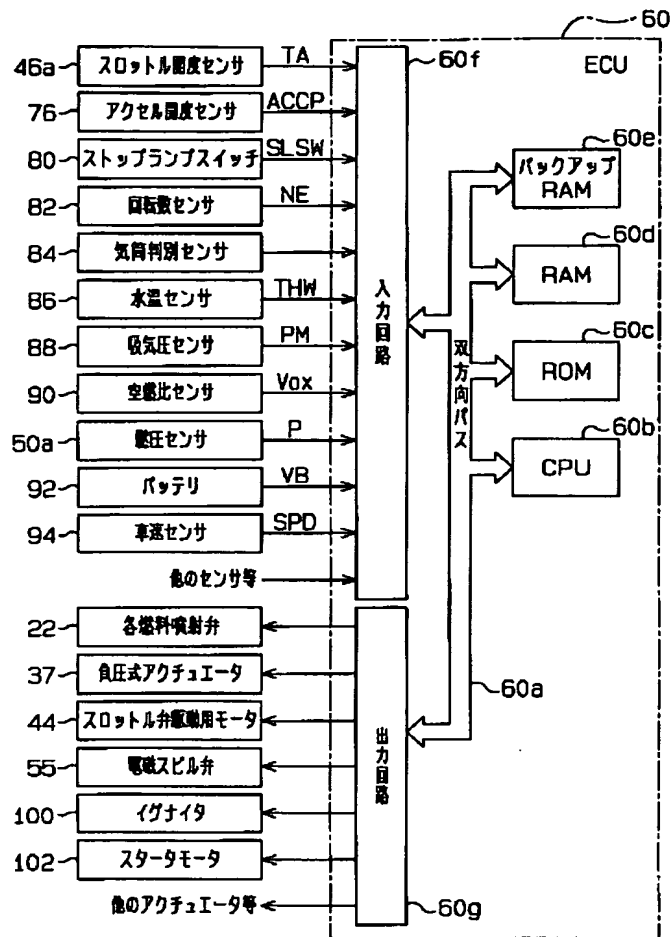 60
46a スロットル開度センサ TA 60f ECU
76 アクセル開度センサ ACCP
80 ストップランプスイッチ SLSW
60e バックアップ RAM
82 回転数センサ NE
84 気筒判別センサ
60d RAM
86 水温センサ THW
入力回路
88 吸気圧センサ PM
双方向バス
60c ROM
90 空燃比センサ Vox
50a 燃圧センサ P
60b CPU
92 バッテリ VB
94 車速センサ SPD
他のセンサ等
22 各燃料噴射弁
37 負圧式アクチュエータ
60a
44 スロットル弁駆動用モータ
出力回路
55 電磁スピル弁
100 イグナイタ
102 スタータモータ
他のアクチュエータ等 60g